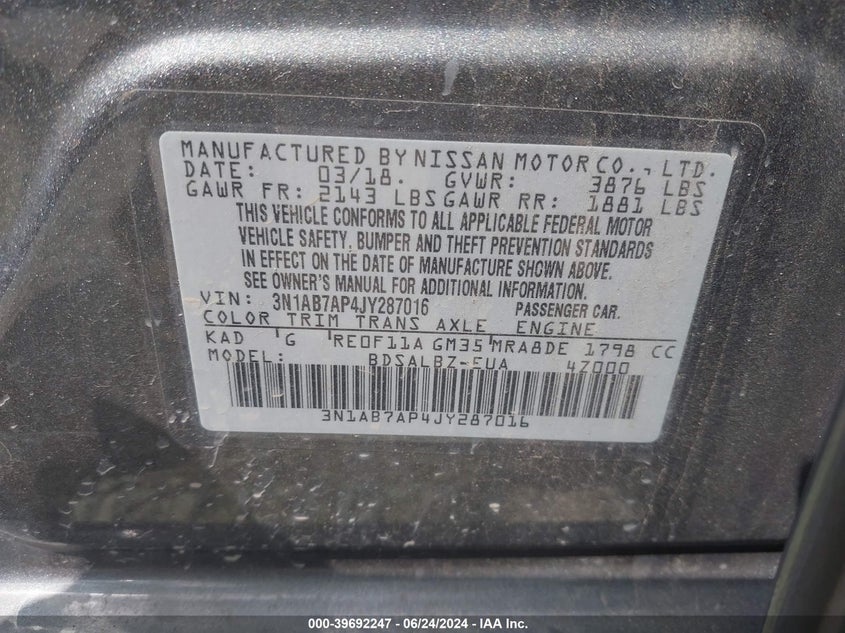 MANUFACTURED BY NISSAN MOTOR CO., LTD.
DATE: 03/18. GVWR: 3876 LBS
GAWR FR: 2143 LBS GAWR RR: 1881 LBS
THIS VEHICLE CONFORMS TO ALL APPLICABLE FEDERAL MOTOR
VEHICLE SAFETY, BUMPER AND THEFT PREVENTION STANDARDS
IN EFFECT ON THE DATE OF MANUFACTURE SHOWN ABOVE.
SEE OWNER'S MANUAL FOR ADDITIONAL INFORMATION.
VIN: 3N1AB7AP4JY287016 PASSENGER CAR.
COLOR TRIM TRANS AXLE ENGINE
KAD G RE0F11A GM35 MRA8DE 1798 CC
MODEL: BDSALBZ-EUA 47000
3N1AB7AP4JY287016
000-39692247 - 06/24/2024 - IAA Inc.